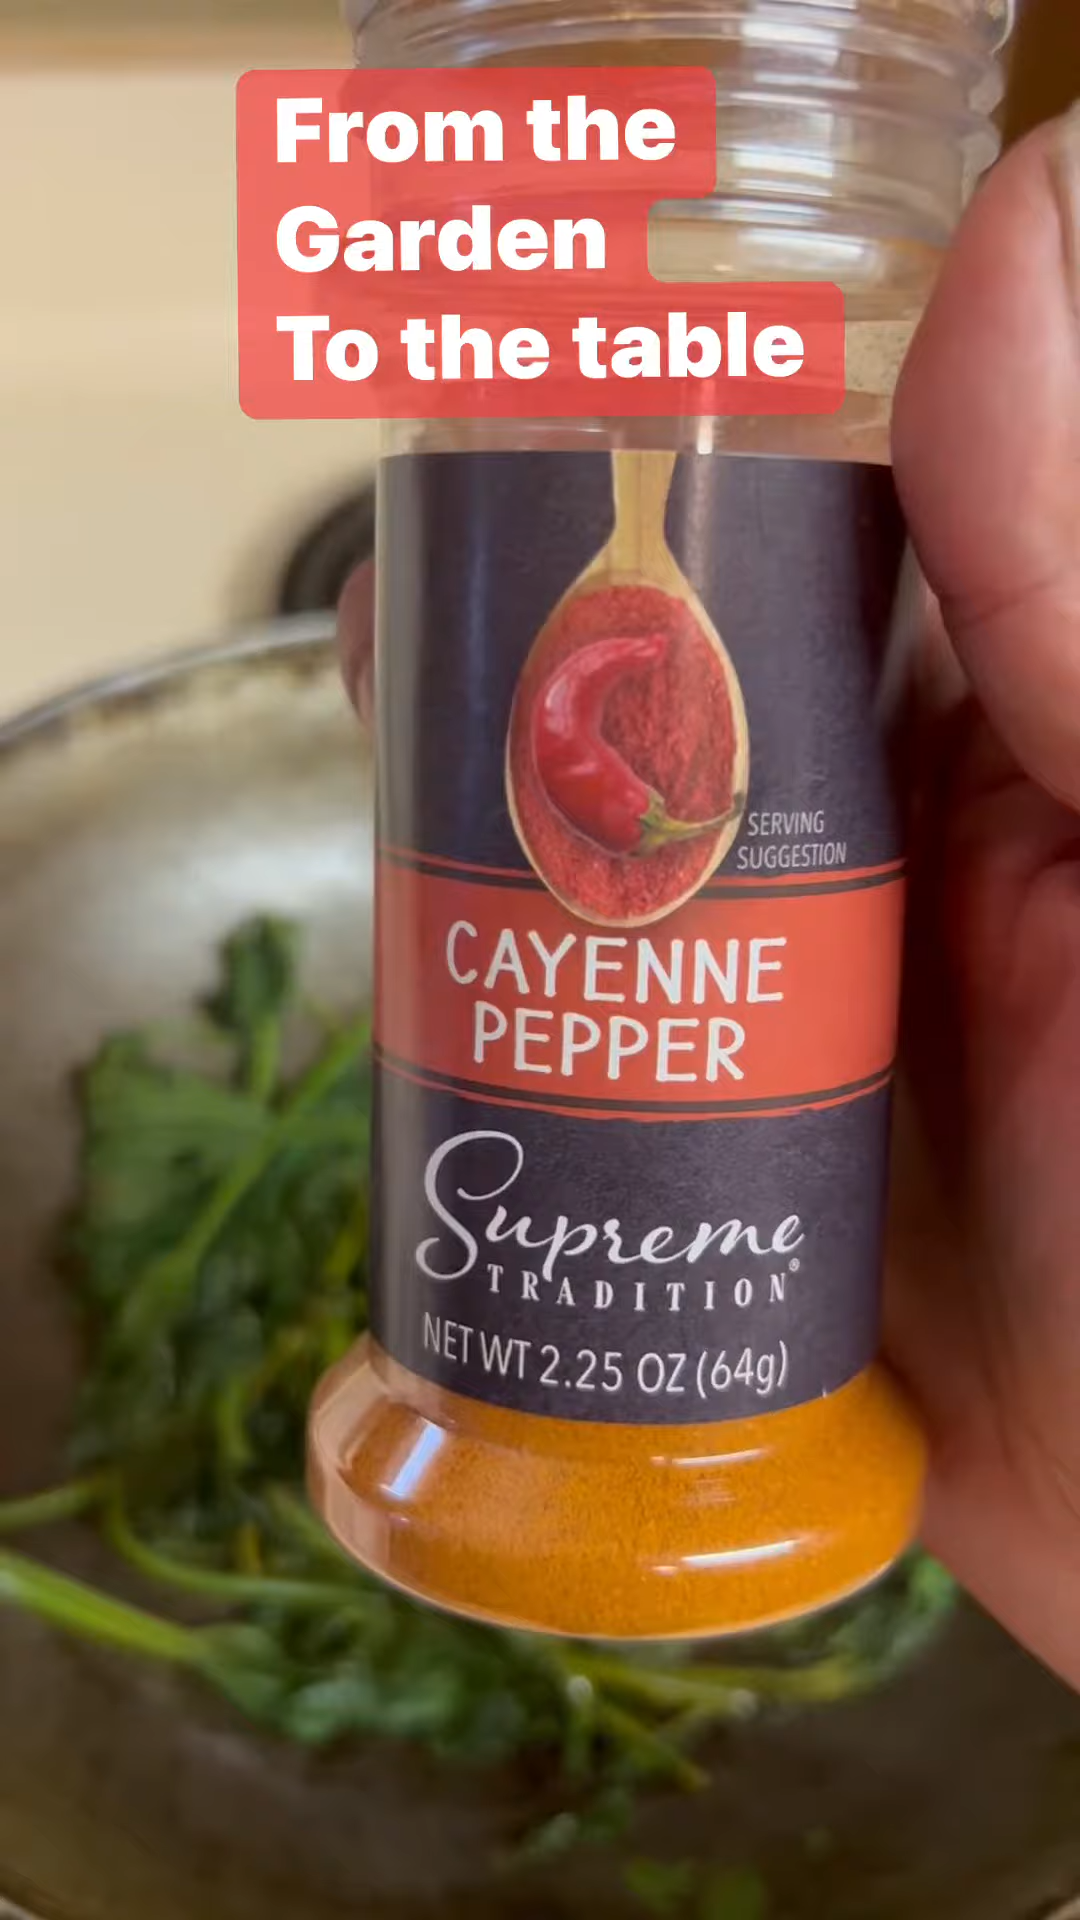 From the
Garden
To the table
SERVING
SUGGESTION
CAYENNE
PEPPER
Supreme
TRADITION®
NET WT 2.25 OZ (64g)